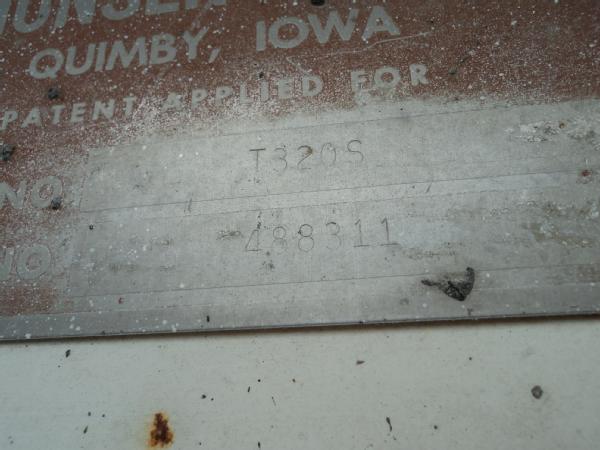 QUIMBY, IOWA
PATENT APPLIED FOR
NO. T320S
NO. 488311